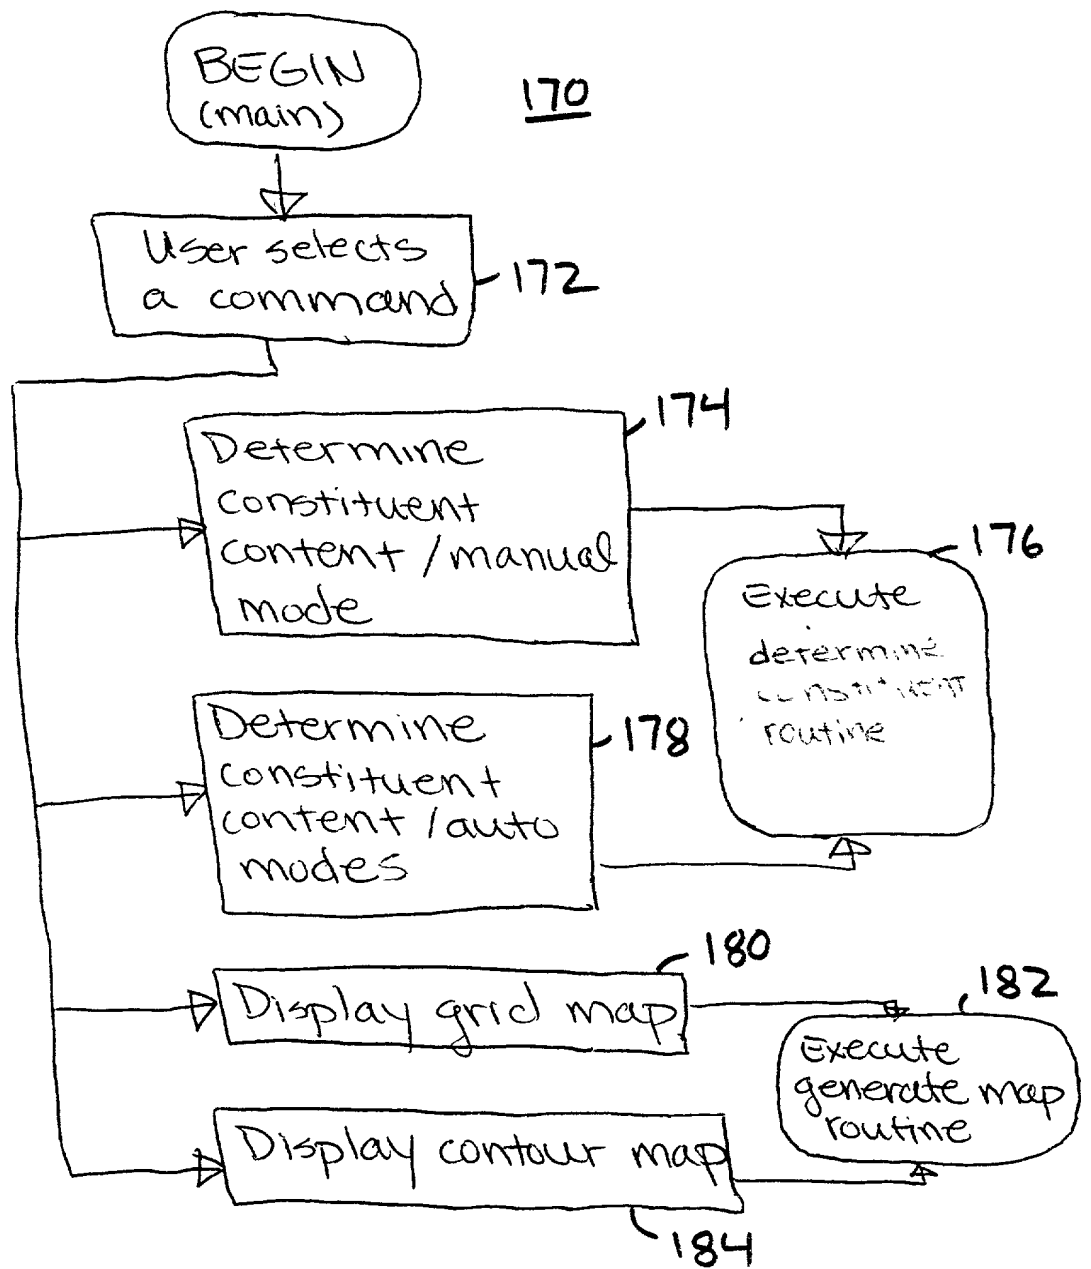 BEGIN
(main)
170
User selects
a command
172
174
Determine
constituent
content / manual
mode
176
Execute
determine
constituent
routine
178
Determine
constituent
content / auto
modes
180
Display grid map
182
Execute
generate map
routine
Display contour map
184